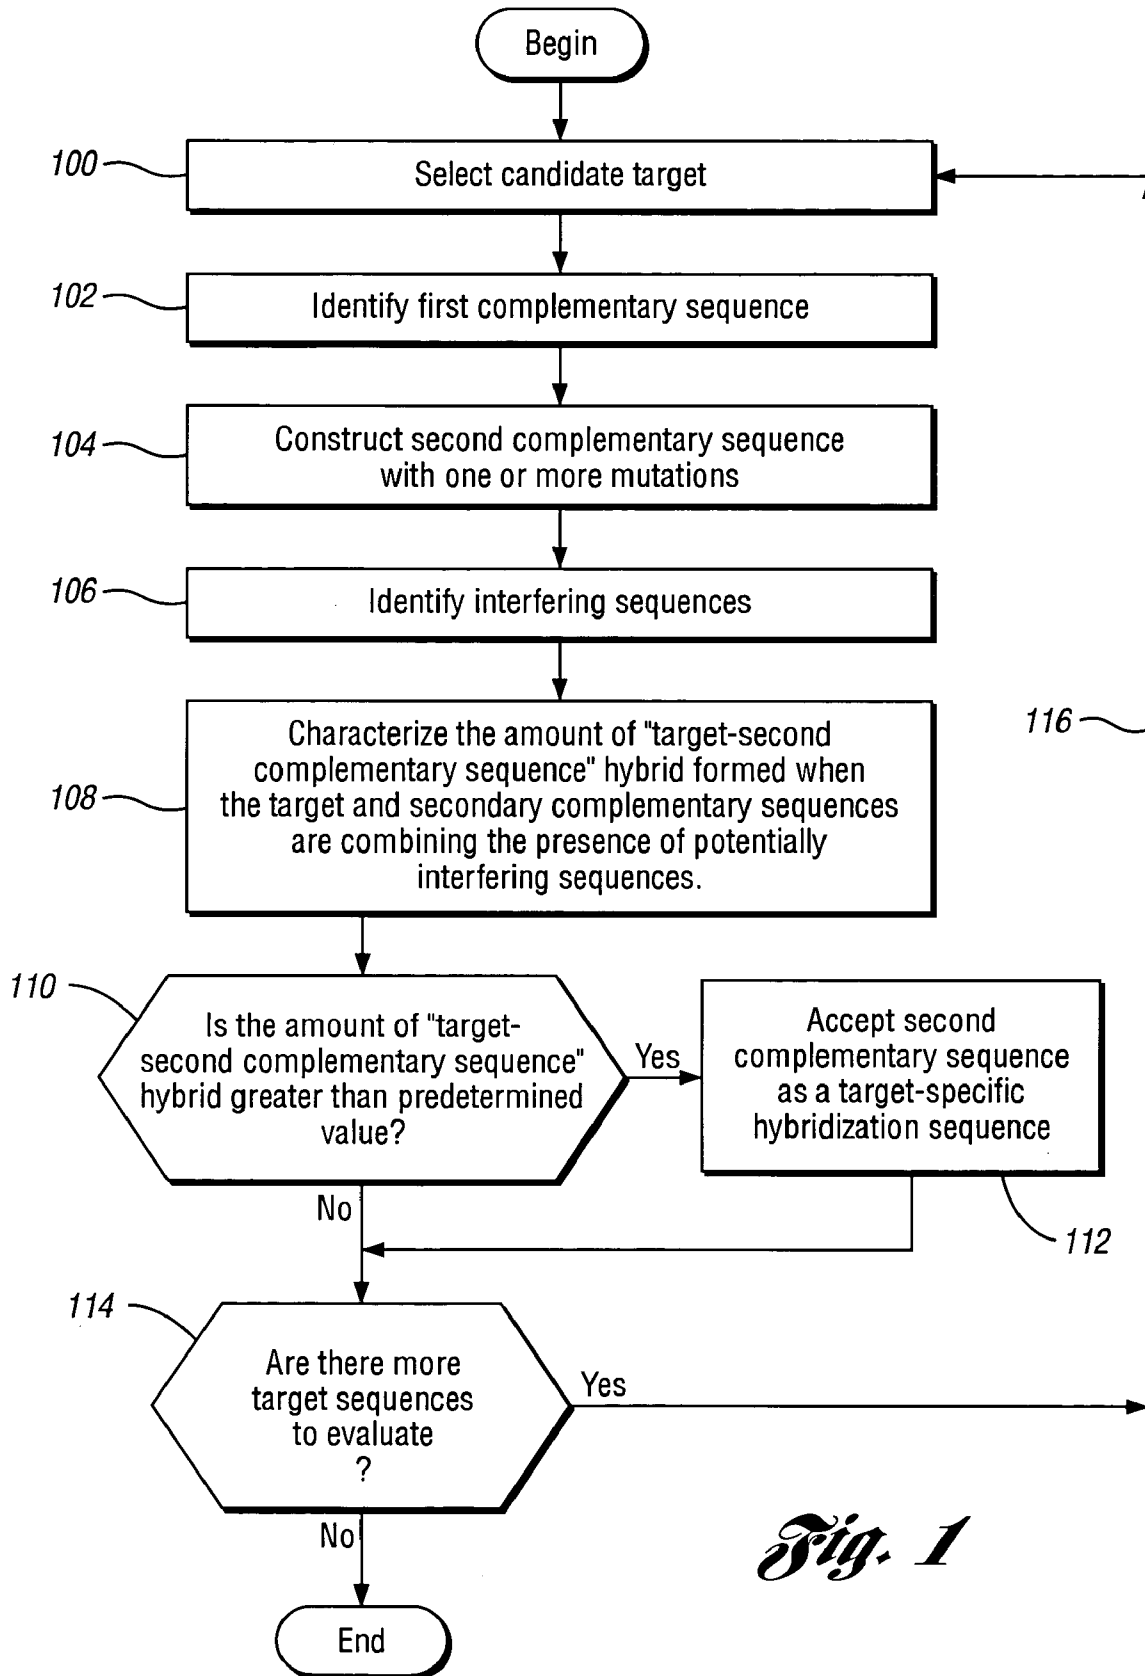 Begin
100
Select candidate target
102
Identify first complementary sequence
104
Construct second complementary sequence
with one or more mutations
106
Identify interfering sequences
116
108
Characterize the amount of "target-second
complementary sequence" hybrid formed when
the target and secondary complementary sequences
are combining the presence of potentially
interfering sequences.
110
Is the amount of "target-
second complementary sequence"
hybrid greater than predetermined
value?
Yes
Accept second
complementary sequence
as a target-specific
hybridization sequence
No
112
114
Are there more
target sequences
to evaluate
?
Yes
No
Fig. 1
End